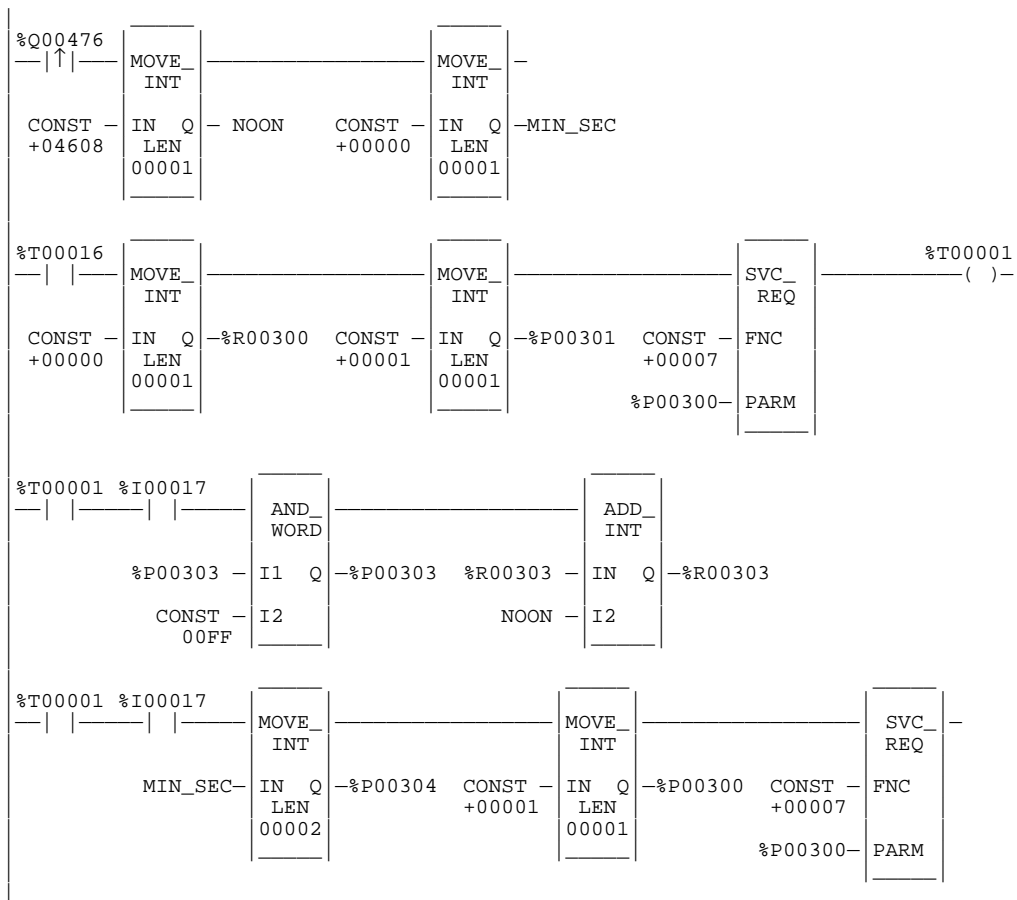 %Q00476
↑
MOVE_ MOVE_
INT INT
CONST IN Q NOON CONST IN Q MIN_SEC
+04608 LEN +00000 LEN
00001 00001
%T00016 %T00001
MOVE_ MOVE_ SVC_ ( )
INT INT REQ
CONST IN Q %R00300 CONST IN Q %P00301 CONST FNC
+00000 LEN +00001 LEN +00007
00001 00001
%P00300 PARM
%T00001 %I00017
AND_ ADD_
WORD INT
%P00303 I1 Q %P00303 %R00303 IN Q %R00303
CONST I2 NOON I2
00FF
%T00001 %I00017
MOVE_ MOVE_ SVC_
INT INT REQ
MIN_SEC IN Q %P00304 CONST IN Q %P00300 CONST FNC
LEN +00001 LEN +00007
00002 00001
%P00300 PARM